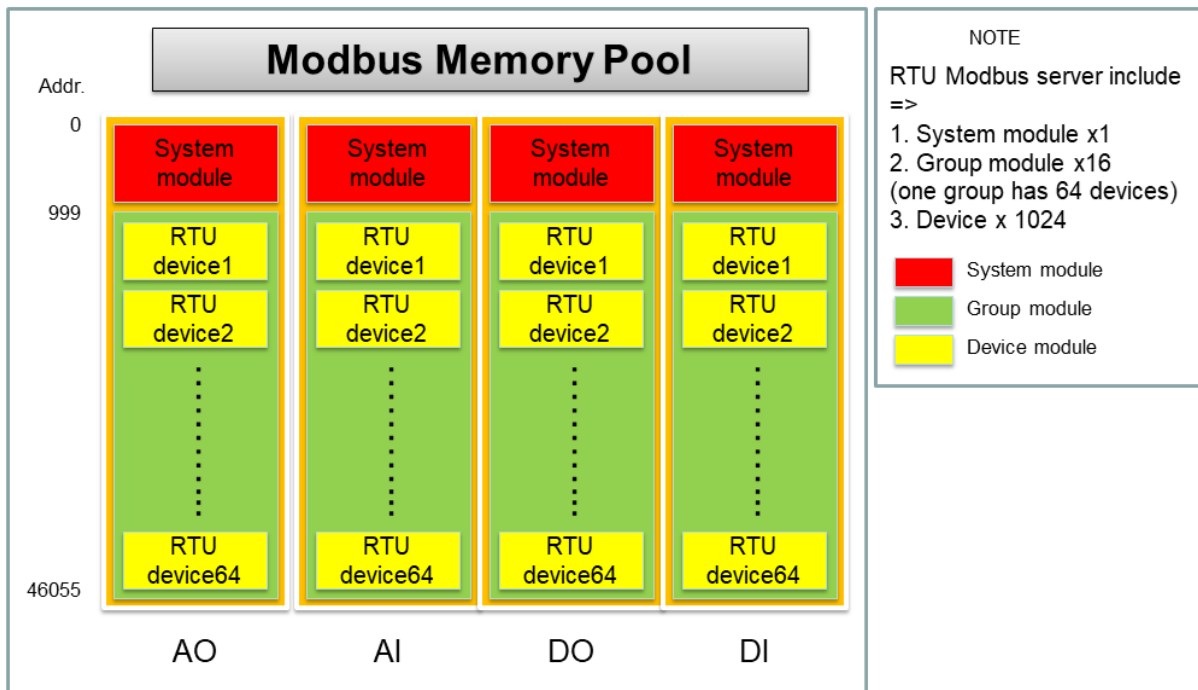 Modbus Memory Pool
Addr.
0
System
module
System
module
System
module
System
module
999
RTU
device1
RTU
device1
RTU
device1
RTU
device1
RTU
device2
RTU
device2
RTU
device2
RTU
device2
RTU
device64
RTU
device64
RTU
device64
RTU
device64
46055
AO
AI
DO
DI
NOTE
RTU Modbus server include
=>
1. System module x1
2. Group module x16
(one group has 64 devices)
3. Device x 1024
System module
Group module
Device module